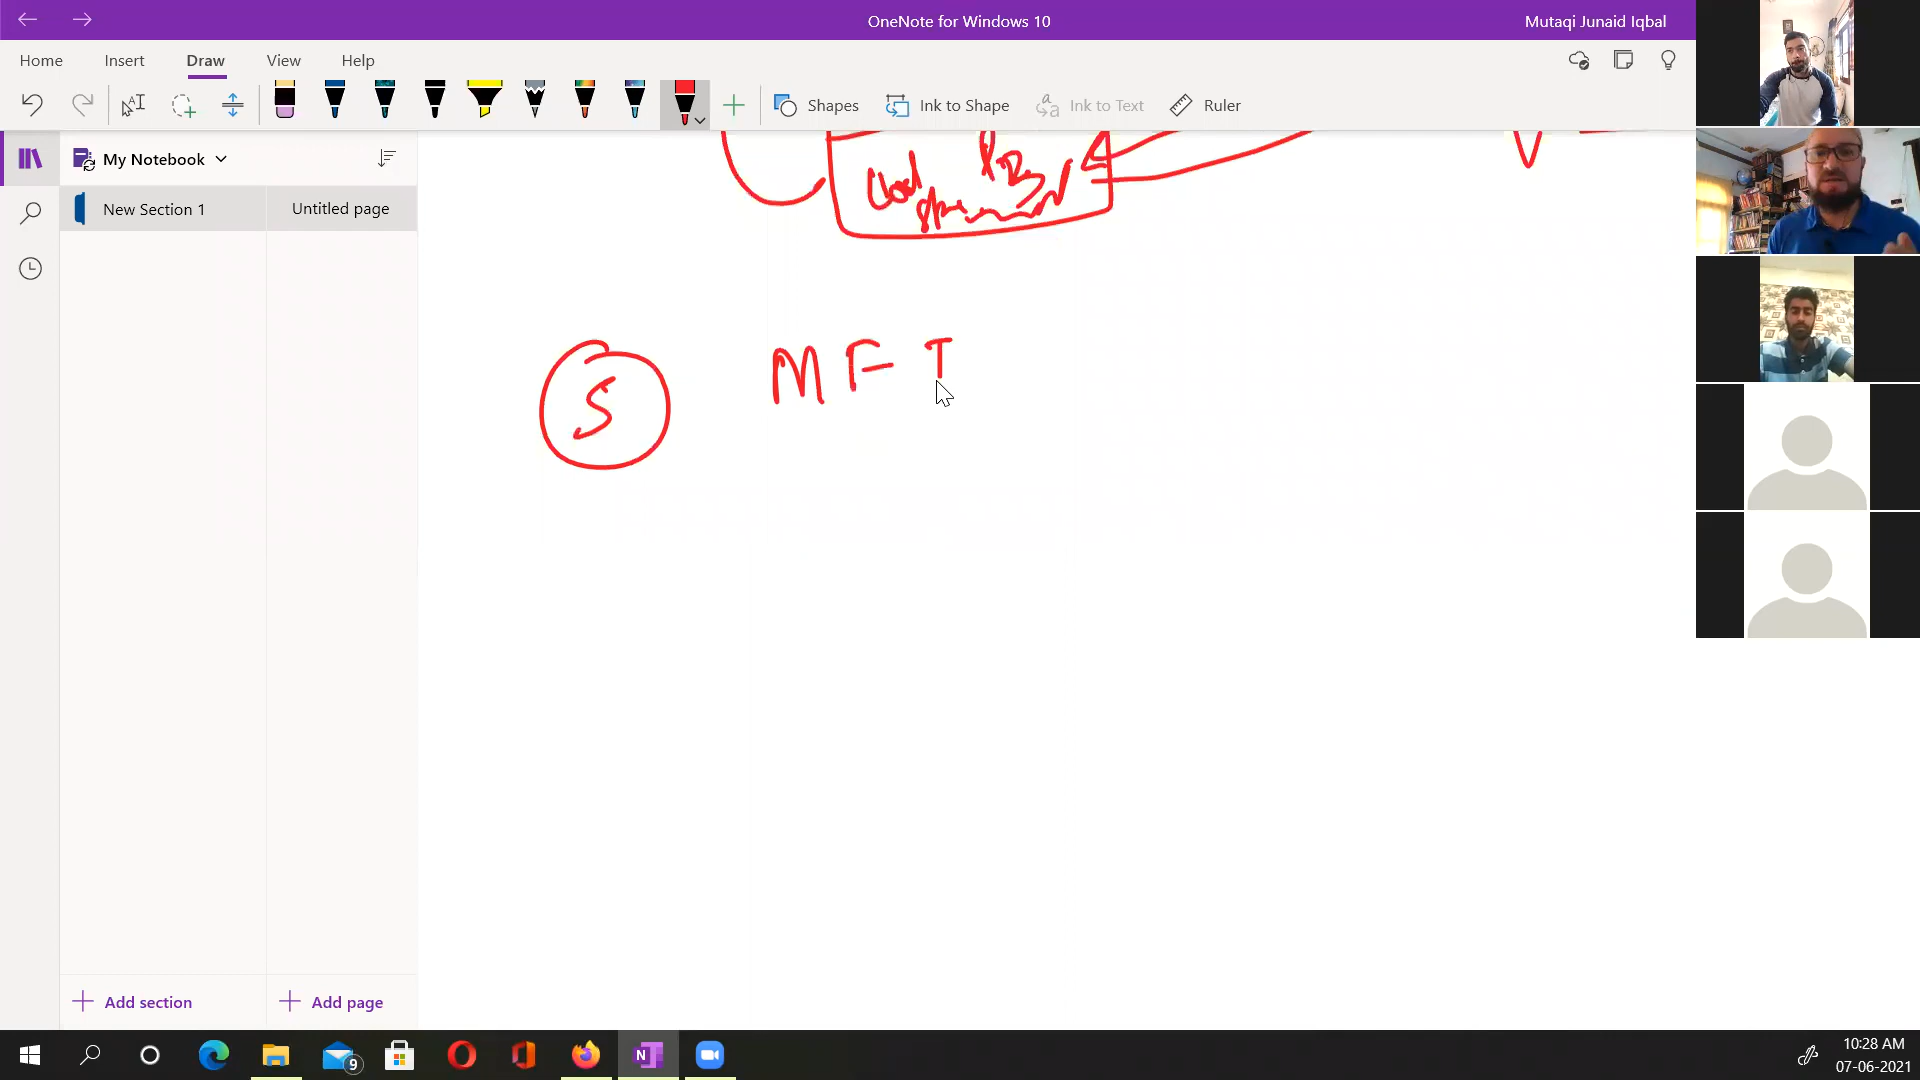 OneNote for Windows 10
Mutaqi Junaid Iqbal
Home Insert Draw View Help
Shapes Ink to Shape Ink to Text Ruler
My Notebook
New Section 1
Untitled page
S
M F T
Add section
Add page
9
N
10:28 AM
07-06-2021